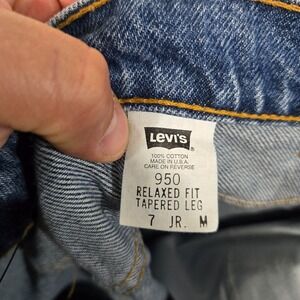 Levi's
100% COTTON
MADE IN U.S.A.
CARE ON REVERSE
950
RELAXED FIT
TAPERED LEG
7 JR. M